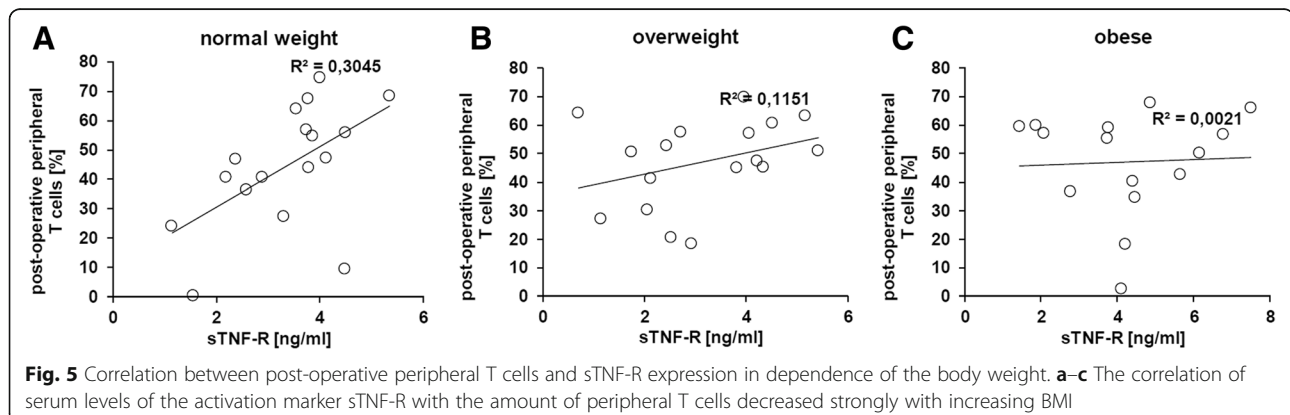 A
normal weight
R² = 0,3045
post-operative peripheral
T cells [%]
80
70
60
50
40
30
20
10
0
0
2
4
6
sTNF-R [ng/ml]
B
overweight
R² = 0,1151
post-operative peripheral
T cells [%]
80
70
60
50
40
30
20
10
0
0
2
4
6
sTNF-R [ng/ml]
C
obese
R² = 0,0021
post-operative peripheral
T cells [%]
80
70
60
50
40
30
20
10
0
0
2
4
6
8
sTNF-R [ng/ml]
Fig. 5 Correlation between post-operative peripheral T cells and sTNF-R expression in dependence of the body weight. a–c The correlation of
serum levels of the activation marker sTNF-R with the amount of peripheral T cells decreased strongly with increasing BMI